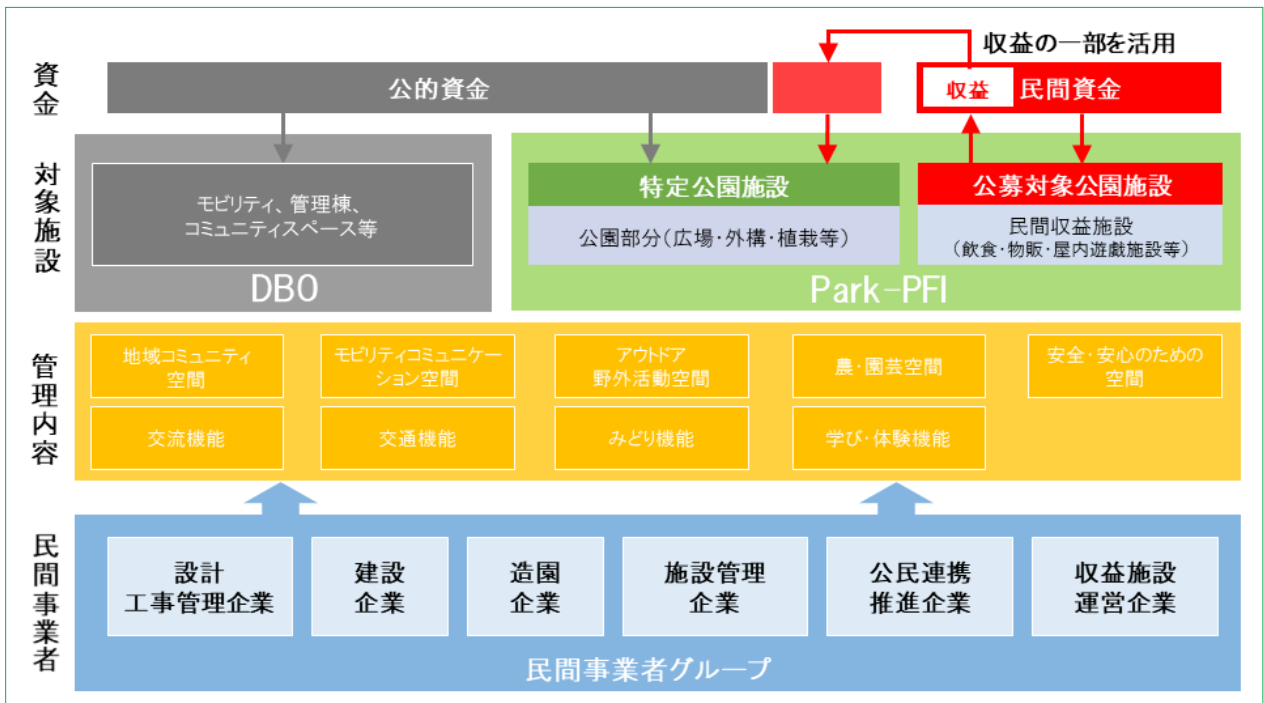 収益の一部を活用
資金
公的資金
収益
民間資金
対象施設
モビリティ、管理棟、
コミュニティスペース等
DBO
特定公園施設
公園部分(広場・外構・植栽等)
公募対象公園施設
民間収益施設
(飲食・物販・屋内遊戯施設等)
Park-PFI
管理内容
地域コミュニティ
空間
モビリティコミュニケー
ション空間
アウトドア
野外活動空間
農・園芸空間
安全・安心のための
空間
交流機能
交通機能
みどり機能
学び・体験機能
民間事業者
設計
工事管理企業
建設
企業
造園
企業
施設管理
企業
公民連携
推進企業
収益施設
運営企業
民間事業者グループ